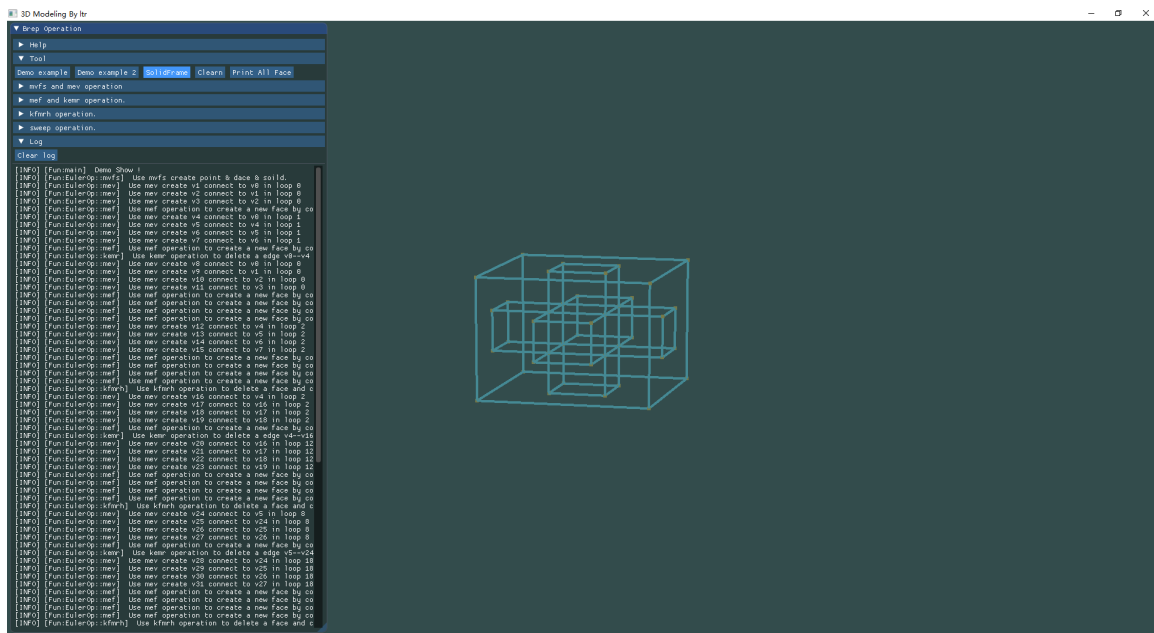 3D Modeling By ltr
▼ Brep Operation
▶ Help
▼ Tool
Demo example Demo example 2 SolidFrame Clearn Print All Face
▶ mvfs and mev operation
▶ mef and kemr operation.
▶ kfmrh operation.
▶ sweep operation.
▼ Log
Clear log
[INFO] [Fun:main] Demo Show !
[INFO] [Fun:EulerOp::mvfs] Use mvfs create point & dace & soild.
[INFO] [Fun:EulerOp::mev] Use mev create v1 connect to v0 in loop 0
[INFO] [Fun:EulerOp::mev] Use mev create v2 connect to v1 in loop 0
[INFO] [Fun:EulerOp::mev] Use mev create v3 connect to v2 in loop 0
[INFO] [Fun:EulerOp::mef] Use mef operation to create a new face by co
[INFO] [Fun:EulerOp::mev] Use mev create v4 connect to v0 in loop 1
[INFO] [Fun:EulerOp::mev] Use mev create v5 connect to v4 in loop 1
[INFO] [Fun:EulerOp::mev] Use mev create v6 connect to v5 in loop 1
[INFO] [Fun:EulerOp::mev] Use mev create v7 connect to v6 in loop 1
[INFO] [Fun:EulerOp::mef] Use mef operation to create a new face by co
[INFO] [Fun:EulerOp::kemr] Use kemr operation to delete a edge v0--v4
[INFO] [Fun:EulerOp::mev] Use mev create v8 connect to v0 in loop 0
[INFO] [Fun:EulerOp::mev] Use mev create v9 connect to v1 in loop 0
[INFO] [Fun:EulerOp::mev] Use mev create v10 connect to v2 in loop 0
[INFO] [Fun:EulerOp::mev] Use mev create v11 connect to v3 in loop 0
[INFO] [Fun:EulerOp::mef] Use mef operation to create a new face by co
[INFO] [Fun:EulerOp::mef] Use mef operation to create a new face by co
[INFO] [Fun:EulerOp::mef] Use mef operation to create a new face by co
[INFO] [Fun:EulerOp::mef] Use mef operation to create a new face by co
[INFO] [Fun:EulerOp::mev] Use mev create v12 connect to v4 in loop 2
[INFO] [Fun:EulerOp::mev] Use mev create v13 connect to v5 in loop 2
[INFO] [Fun:EulerOp::mev] Use mev create v14 connect to v6 in loop 2
[INFO] [Fun:EulerOp::mev] Use mev create v15 connect to v7 in loop 2
[INFO] [Fun:EulerOp::mef] Use mef operation to create a new face by co
[INFO] [Fun:EulerOp::mef] Use mef operation to create a new face by co
[INFO] [Fun:EulerOp::mef] Use mef operation to create a new face by co
[INFO] [Fun:EulerOp::mef] Use mef operation to create a new face by co
[INFO] [Fun:EulerOp::kfmrh] Use kfmrh operation to delete a face and c
[INFO] [Fun:EulerOp::mev] Use mev create v16 connect to v4 in loop 2
[INFO] [Fun:EulerOp::mev] Use mev create v17 connect to v16 in loop 2
[INFO] [Fun:EulerOp::mev] Use mev create v18 connect to v17 in loop 2
[INFO] [Fun:EulerOp::mev] Use mev create v19 connect to v18 in loop 2
[INFO] [Fun:EulerOp::mef] Use mef operation to create a new face by co
[INFO] [Fun:EulerOp::kemr] Use kemr operation to delete a edge v4--v16
[INFO] [Fun:EulerOp::mev] Use mev create v20 connect to v16 in loop 12
[INFO] [Fun:EulerOp::mev] Use mev create v21 connect to v17 in loop 12
[INFO] [Fun:EulerOp::mev] Use mev create v22 connect to v18 in loop 12
[INFO] [Fun:EulerOp::mev] Use mev create v23 connect to v19 in loop 12
[INFO] [Fun:EulerOp::mef] Use mef operation to create a new face by co
[INFO] [Fun:EulerOp::mef] Use mef operation to create a new face by co
[INFO] [Fun:EulerOp::mef] Use mef operation to create a new face by co
[INFO] [Fun:EulerOp::mef] Use mef operation to create a new face by co
[INFO] [Fun:EulerOp::kfmrh] Use kfmrh operation to delete a face and c
[INFO] [Fun:EulerOp::mev] Use mev create v24 connect to v5 in loop 8
[INFO] [Fun:EulerOp::mev] Use mev create v25 connect to v24 in loop 8
[INFO] [Fun:EulerOp::mev] Use mev create v26 connect to v25 in loop 8
[INFO] [Fun:EulerOp::mev] Use mev create v27 connect to v26 in loop 8
[INFO] [Fun:EulerOp::mef] Use mef operation to create a new face by co
[INFO] [Fun:EulerOp::kemr] Use kemr operation to delete a edge v5--v24
[INFO] [Fun:EulerOp::mev] Use mev create v28 connect to v24 in loop 18
[INFO] [Fun:EulerOp::mev] Use mev create v29 connect to v25 in loop 18
[INFO] [Fun:EulerOp::mev] Use mev create v30 connect to v26 in loop 18
[INFO] [Fun:EulerOp::mev] Use mev create v31 connect to v27 in loop 18
[INFO] [Fun:EulerOp::mef] Use mef operation to create a new face by co
[INFO] [Fun:EulerOp::mef] Use mef operation to create a new face by co
[INFO] [Fun:EulerOp::mef] Use mef operation to create a new face by co
[INFO] [Fun:EulerOp::mef] Use mef operation to create a new face by co
[INFO] [Fun:EulerOp::kfmrh] Use kfmrh operation to delete a face and c